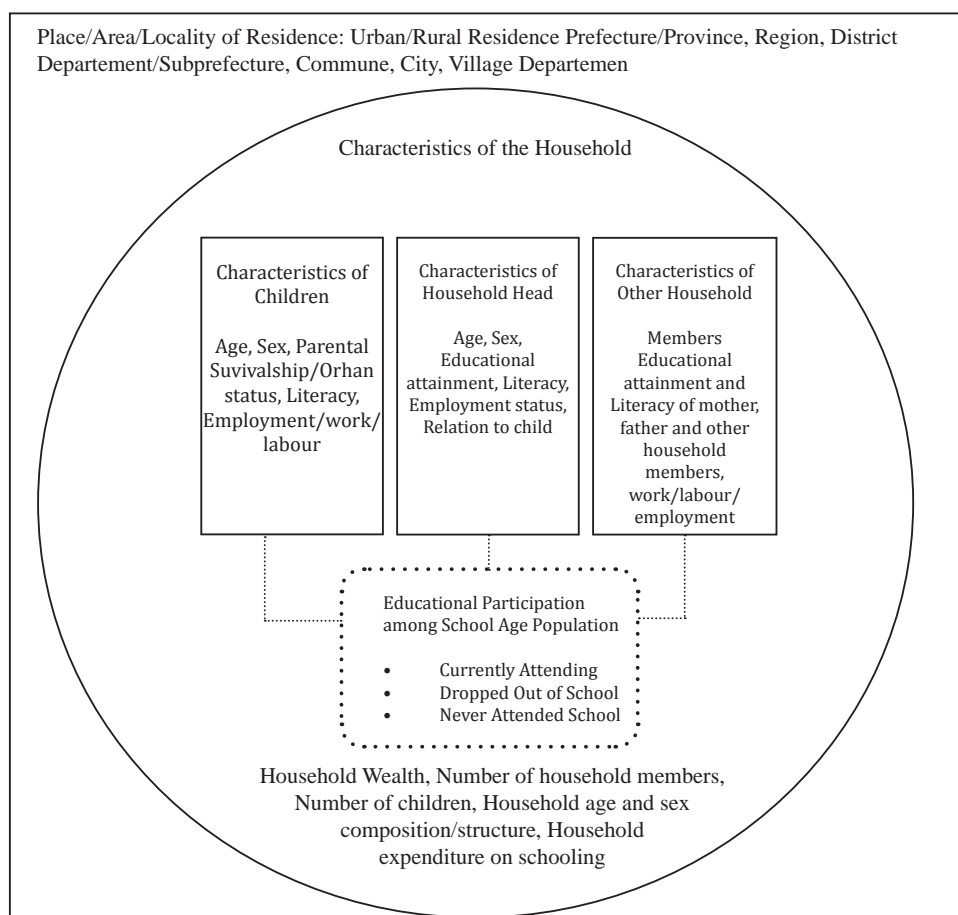 Place/Area/Locality of Residence: Urban/Rural Residence Prefecture/Province, Region, District
Departement/Subprefecture, Commune, City, Village Departemen
Characteristics of the Household
Characteristics of
Children
Age, Sex, Parental
Suvivalship/Orhan
status, Literacy,
Employment/work/
labour
Characteristics of
Household Head
Age, Sex,
Educational
attainment, Literacy,
Employment status,
Relation to child
Characteristics of
Other Household
Members
Educational
attainment and
Literacy of mother,
father and other
household
members,
work/labour/
employment
Educational Participation
among School Age Population
• Currently Attending
• Dropped Out of School
• Never Attended School
Household Wealth, Number of household members,
Number of children, Household age and sex
composition/structure, Household
expenditure on schooling